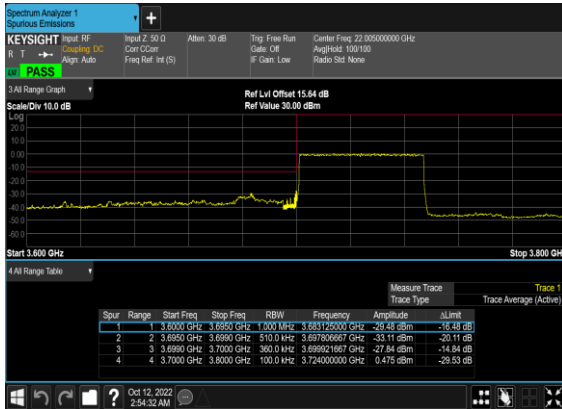 Spectrum Analyzer 1
Spurious Emissions
KEYSIGHT Input: RF Input Z: 50 Ω Atten: 30 dB Trig: Free Run Center Freq: 22.005000000 GHz
R T Coupling: DC Corr CCorr Gate: Off Avg|Hold: 100/100
Align: Auto Freq Ref: Int (S) IF Gain: Low Radio Std: None
PASS
3 All Range Graph
Ref Lvl Offset 15.64 dB
Scale/Div 10.0 dB Ref Value 30.00 dBm
Log
20.0
10.0
0.00
-10.0
-20.0
-30.0
-40.0
-50.0
-60.0
Start 3.600 GHz Stop 3.800 GH
4 All Range Table
Measure Trace Trace 1
Trace Type Trace Average (Active)
Spur Range Start Freq Stop Freq RBW Frequency Amplitude ΔLimit
1 1 3.6000 GHz 3.6950 GHz 1.000 MHz 3.683125000 GHz -29.48 dBm -16.48 dB
2 2 3.6950 GHz 3.6990 GHz 510.0 kHz 3.697806667 GHz -33.11 dBm -20.11 dB
3 3 3.6990 GHz 3.7000 GHz 360.0 kHz 3.699921667 GHz -27.84 dBm -14.84 dB
4 4 3.7000 GHz 3.8000 GHz 100.0 kHz 3.724000000 GHz 0.475 dBm -29.53 dB
? Oct 12, 2022
2:54:32 AM